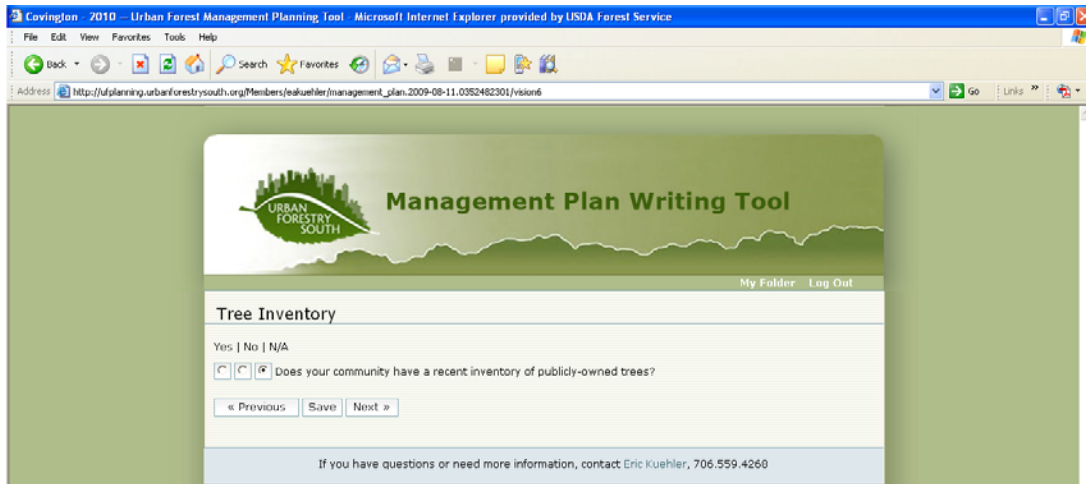 Covington - 2010 — Urban Forest Management Planning Tool - Microsoft Internet Explorer provided by USDA Forest Service
File Edit View Favorites Tools Help
Back Search Favorites
Address http://ufplanning.urbanforestrysouth.org/Members/eakuehler/management_plan.2009-08-11.0352482301/vision6 Go Links »
URBAN
FORESTRY
SOUTH
Management Plan Writing Tool
My Folder Log Out
Tree Inventory
Yes | No | N/A
Does your community have a recent inventory of publicly-owned trees?
« Previous Save Next »
If you have questions or need more information, contact Eric Kuehler, 706.559.4268